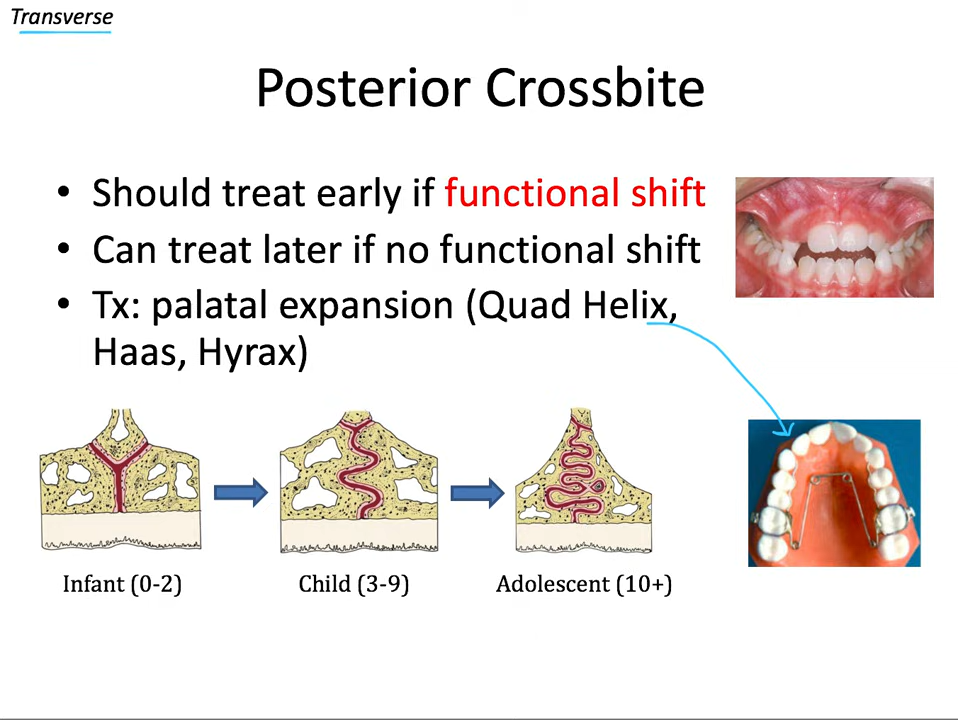 Transverse
Posterior Crossbite
• Should treat early if functional shift
• Can treat later if no functional shift
• Tx: palatal expansion (Quad Helix,
Haas, Hyrax)
Infant (0-2)
Child (3-9)
Adolescent (10+)